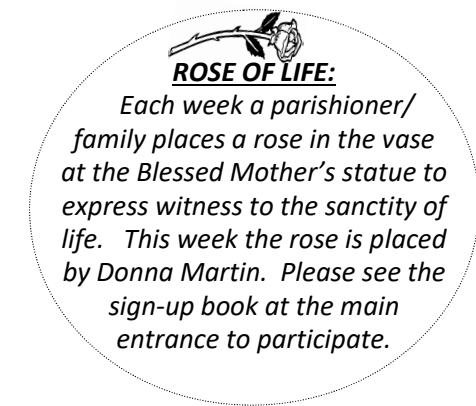 ROSE OF LIFE:
Each week a parishioner/
family places a rose in the vase
at the Blessed Mother’s statue to
express witness to the sanctity of
life.   This week the rose is placed
by Donna Martin.  Please see the
sign-up book at the main
entrance to participate.